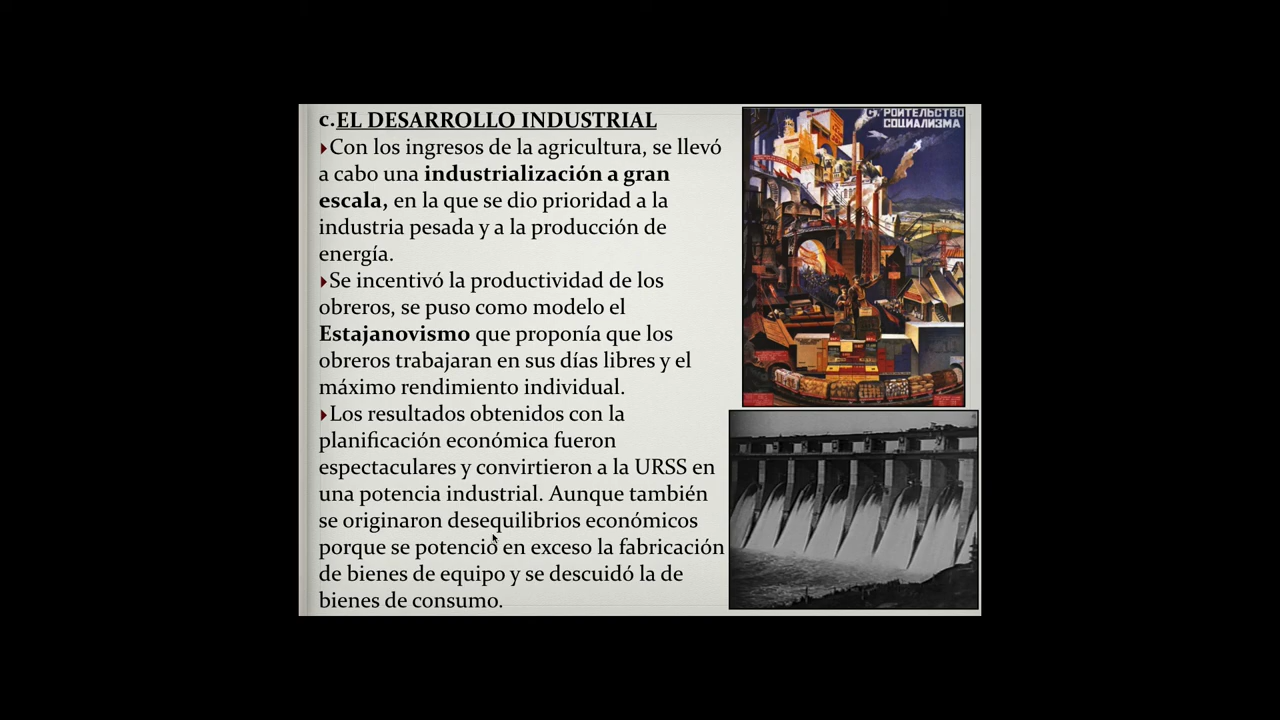 c.EL DESARROLLO INDUSTRIAL
Con los ingresos de la agricultura, se llevó
a cabo una industrialización a gran
escala, en la que se dio prioridad a la
industria pesada y a la producción de
energía.
Se incentivó la productividad de los
obreros, se puso como modelo el
Estajanovismo que proponía que los
obreros trabajaran en sus días libres y el
máximo rendimiento individual.
Los resultados obtenidos con la
planificación económica fueron
espectaculares y convirtieron a la URSS en
una potencia industrial. Aunque también
se originaron desequilibrios económicos
porque se potenció en exceso la fabricación
de bienes de equipo y se descuidó la de
bienes de consumo.
СТРОИТЕЛЬСТВО
СОЦИАЛИЗМА